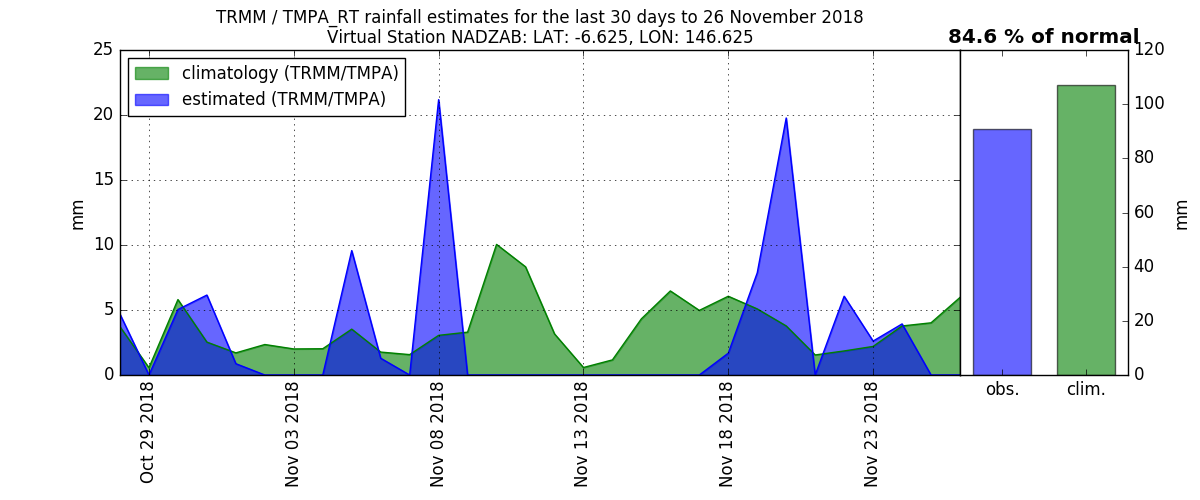 TRMM / TMPA_RT rainfall estimates for the last 30 days to 26 November 2018
Virtual Station NADZAB: LAT: -6.625, LON: 146.625
84.6 % of normal
climatology (TRMM/TMPA)
estimated (TRMM/TMPA)
25
20
15
10
5
0
mm
120
100
80
60
40
20
0
mm
obs.
clim.
Oct 29 2018
Nov 03 2018
Nov 08 2018
Nov 13 2018
Nov 18 2018
Nov 23 2018